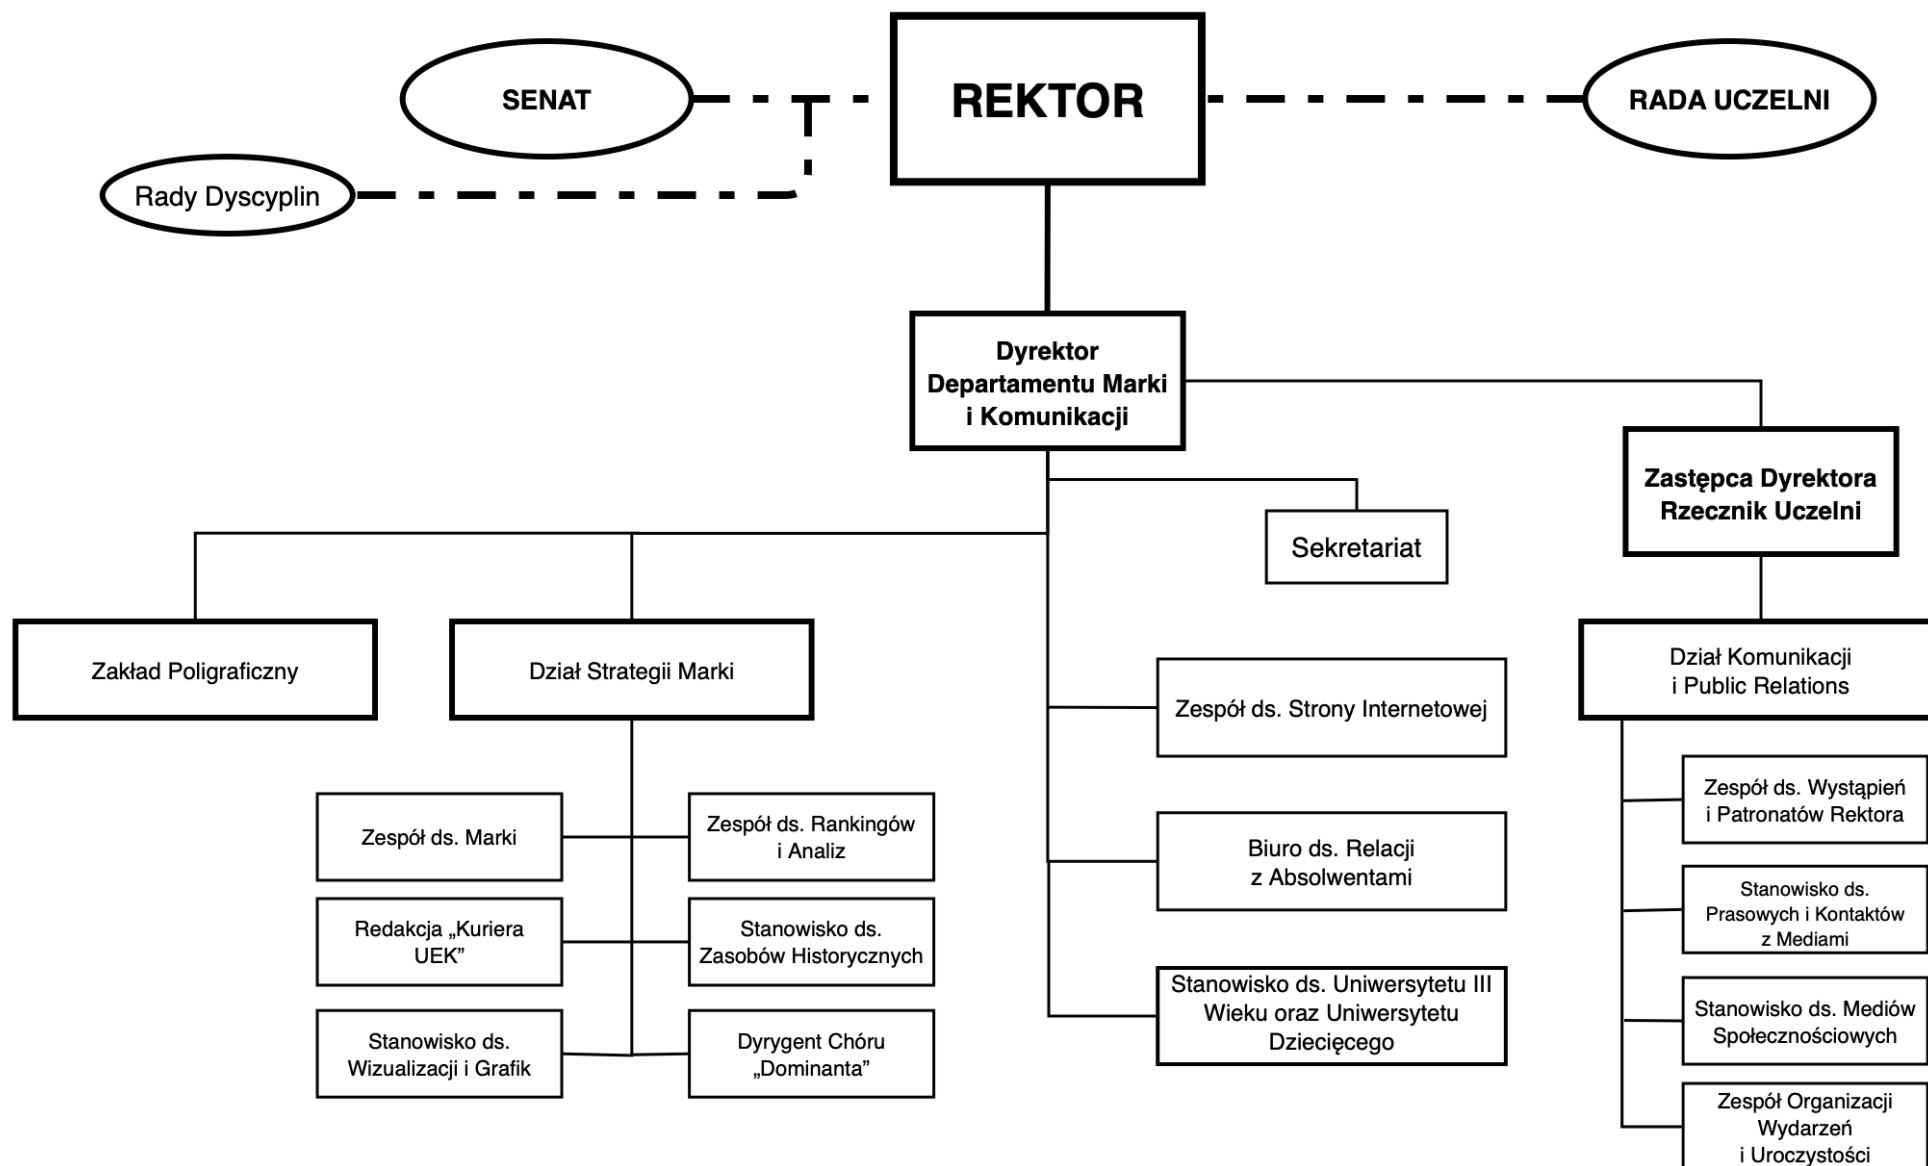 SENAT
REKTOR
RADA UCZELNI
Rady Dyscyplin
Dyrektor
Departamentu Marki
i Komunikacji
Zastępca Dyrektora
Rzecznik Uczelni
Sekretariat
Zakład Poligraficzny
Dział Strategii Marki
Dział Komunikacji
i Public Relations
Zespół ds. Strony Internetowej
Biuro ds. Relacji
z Absolwentami
Stanowisko ds. Uniwersytetu III
Wieku oraz Uniwersytetu
Dziecięcego
Zespół ds. Marki
Zespół ds. Rankingów
i Analiz
Redakcja „Kuriera
UEK”
Stanowisko ds.
Zasobów Historycznych
Stanowisko ds.
Wizualizacji i Grafik
Dyrygent Chóru
„Dominanta”
Zespół ds. Wystąpień
i Patronatów Rektora
Stanowisko ds.
Prasowych i Kontaktów
z Mediami
Stanowisko ds. Mediów
Społecznościowych
Zespół Organizacji
Wydarzeń
i Uroczystości